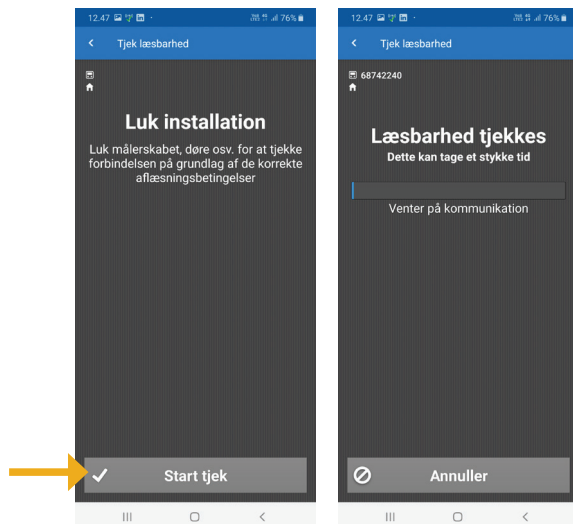 12.47
76%
Tjek læsbarhed
Luk installation
Luk målerskabet, døre osv. for at tjekke
forbindelsen på grundlag af de korrekte
aflæsningsbetingelser
Start tjek
12.47
76%
Tjek læsbarhed
68742240
Læsbarhed tjekkes
Dette kan tage et stykke tid
Venter på kommunikation
Annuller